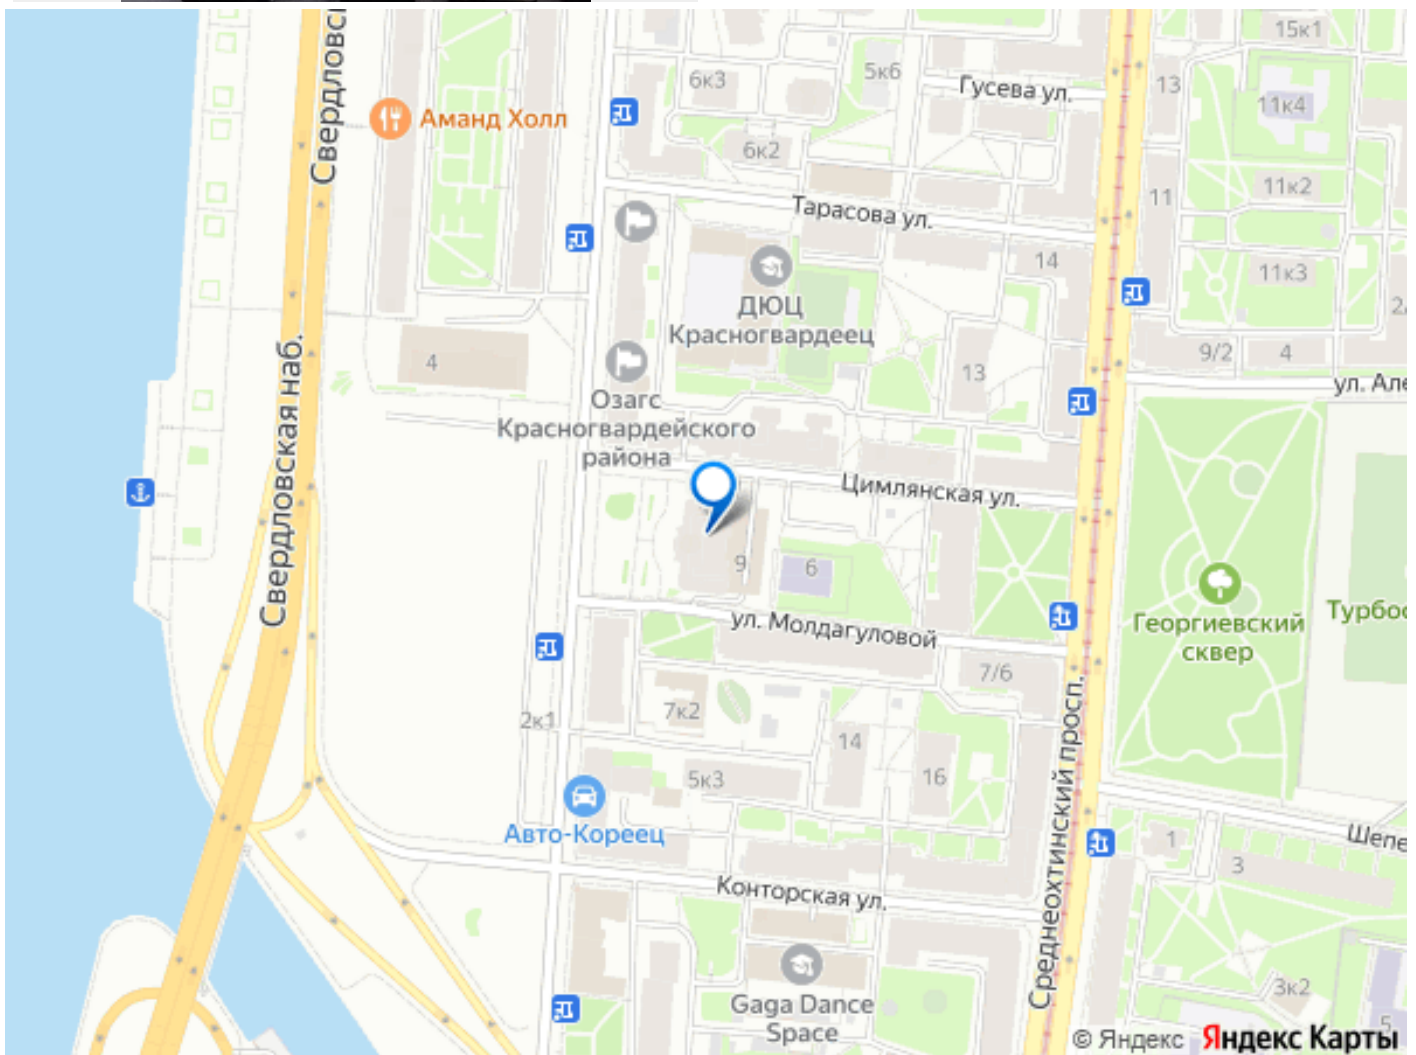 Свердловс
15к1
6к3
5к6
Гусева ул.
13
11к4
Аманд Холл
6к2
11к2
Тарасова ул.
11
14
11к3
ДЮЦ
Красногвардеец
4
9/2
4
13
ул. Але
Озагс
Красногвардейского
района
Свердловская наб.
Цимлянская ул.
9
6
ул. Молдагуловой
Георгиевский
сквер
Турбос
7/6
7к2
2к1
14
5к3
16
Авто-Кореец
Среднеохтинский просп.
1
Шепе
3
Конторская ул.
Gaga Dance
Space
3к2
5
© Яндекс Яндекс Карты